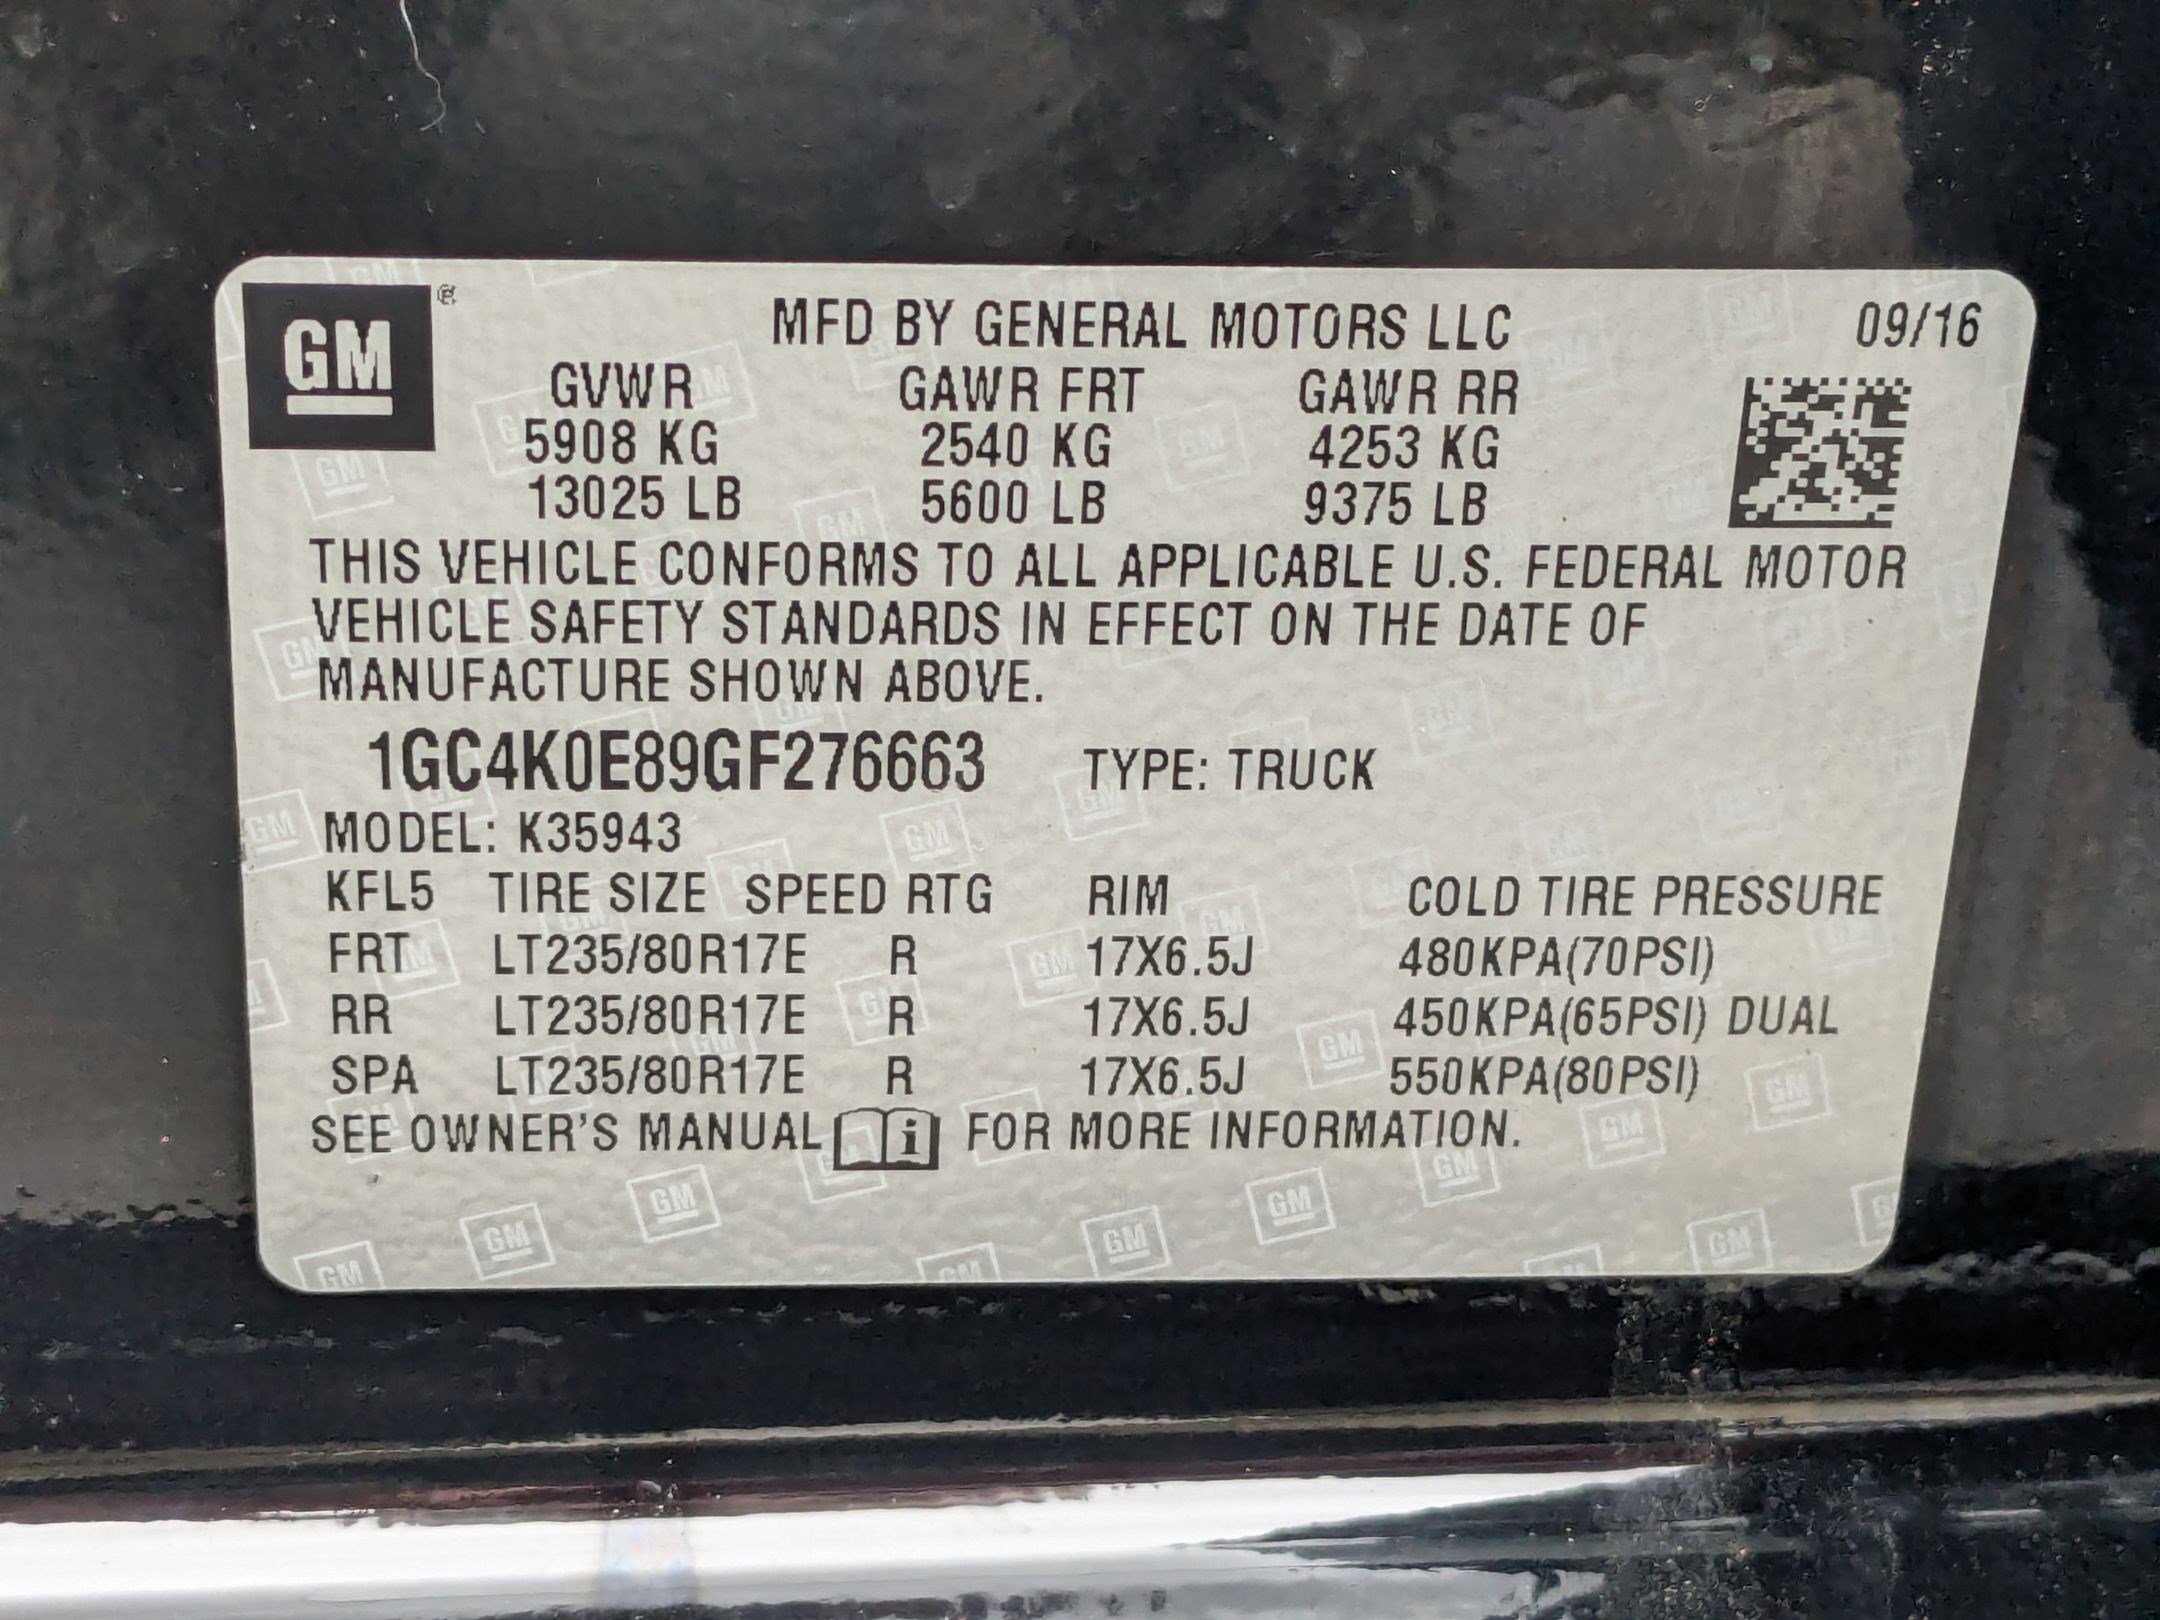 GM
MFD BY GENERAL MOTORS LLC 09/16
GVWR GAWR FRT GAWR RR
5908 KG 2540 KG 4253 KG
13025 LB 5600 LB 9375 LB
THIS VEHICLE CONFORMS TO ALL APPLICABLE U.S. FEDERAL MOTOR
VEHICLE SAFETY STANDARDS IN EFFECT ON THE DATE OF
MANUFACTURE SHOWN ABOVE.
1GC4K0E89GF276663 TYPE: TRUCK
MODEL: K35943
KFL5 TIRE SIZE SPEED RTG RIM COLD TIRE PRESSURE
FRT LT235/80R17E R 17X6.5J 480KPA(70PSI)
RR LT235/80R17E R 17X6.5J 450KPA(65PSI) DUAL
SPA LT235/80R17E R 17X6.5J 550KPA(80PSI)
SEE OWNER'S MANUAL i FOR MORE INFORMATION.